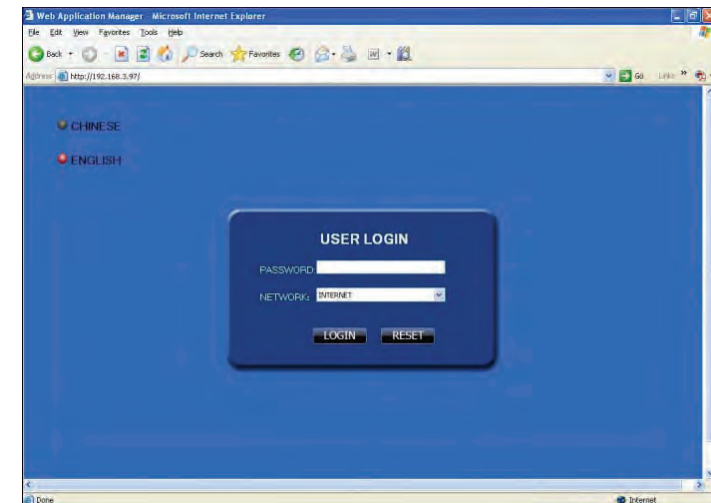 Web Application Manager - Microsoft Internet Explorer
File Edit View Favorites Tools Help
Back Search Favorites
Address http://192.168.3.97/ Go Links »
CHINESE
ENGLISH
USER LOGIN
PASSWORD:
NETWORK: INTERNET
LOGIN RESET
Done Internet